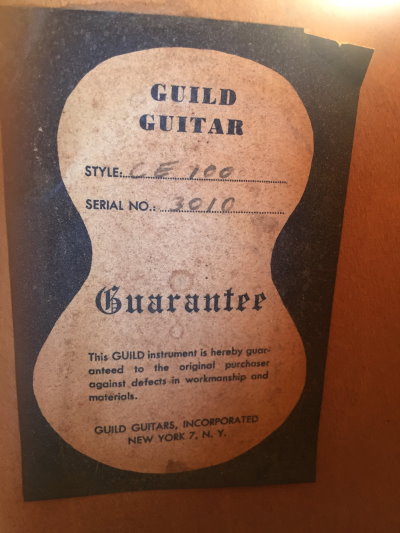 GUILD
GUITAR
STYLE: CE 100
SERIAL NO.: 3010
Guarantee
This GUILD instrument is hereby guar-
anteed to the original purchaser
against defects in workmanship and
materials.
GUILD GUITARS, INCORPORATED
NEW YORK 7, N. Y.